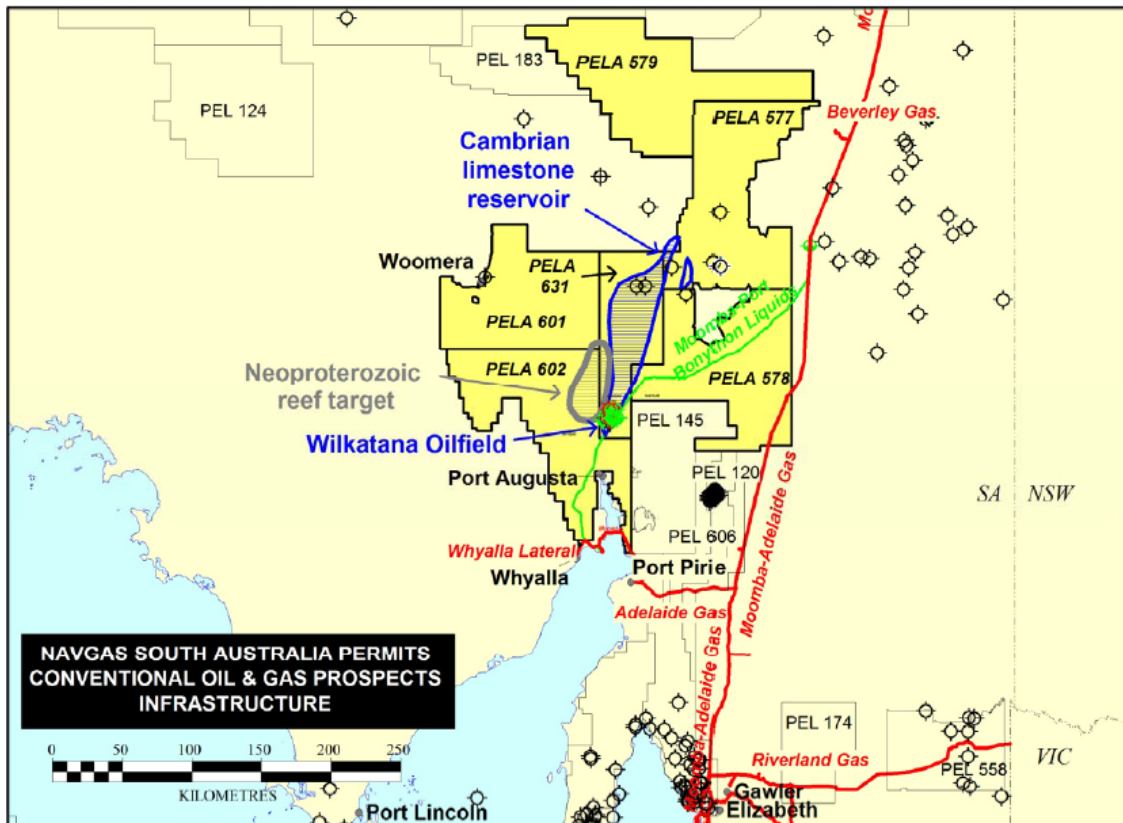 Mo
PEL 183
PELA 579
PEL 124
PELA 577
Beverley Gas
Cambrian
limestone
reservoir
Woomera
PELA
631
PELA 601
Moomba-Port
Bonython Liquids
PELA 602
PELA 578
Neoproterozoic
reef target
PEL 145
Wilkatana Oilfield
Port Augusta
PEL 120
SA
NSW
PEL 606
Whyalla Lateral
Whyalla
Port Pirie
Moomba-Adelaide Gas
Adelaide Gas
NAVGAS SOUTH AUSTRALIA PERMITS
CONVENTIONAL OIL & GAS PROSPECTS
INFRASTRUCTURE
Moomba-Adelaide Gas
PEL 174
0 50 100 150 200 250
KILOMETRES
Riverland Gas
VIC
PEL 558
Gawler
Elizabeth
Port Lincoln